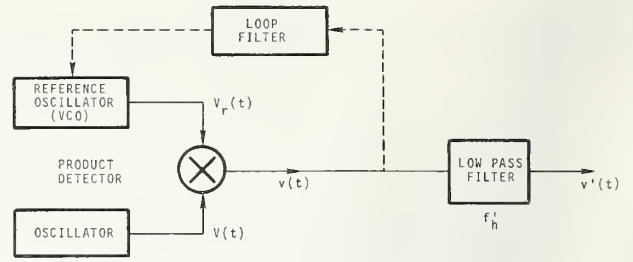 LOOP
FILTER
REFERENCE
OSCILLATOR
(VCO)
V_r(t)
PRODUCT
DETECTOR
v(t)
LOW PASS
FILTER
v'(t)
f'_h
OSCILLATOR
V(t)